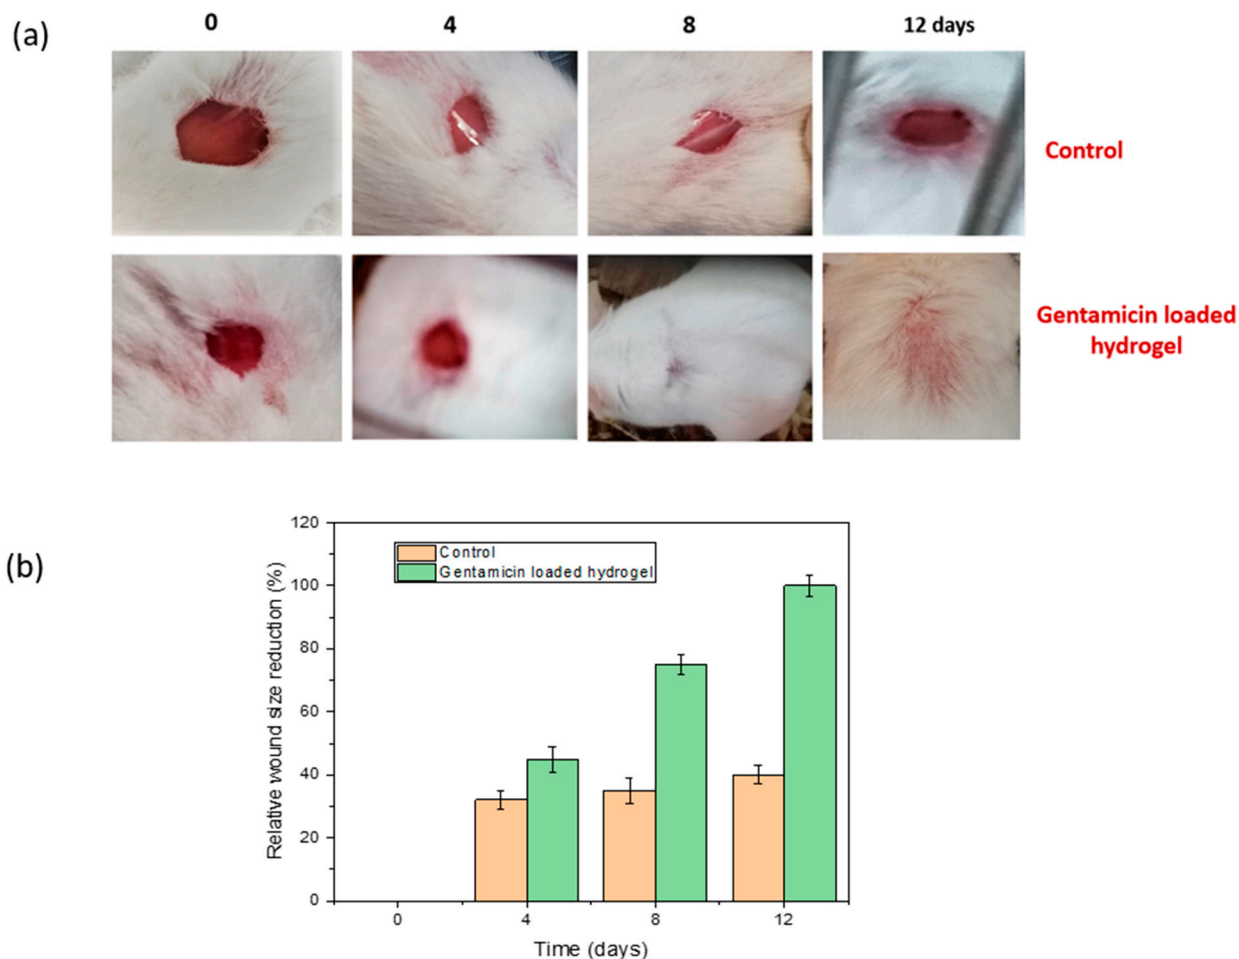 (a)
0 4 8 12 days
Control
Gentamicin loaded
hydrogel
(b)
Relative wound size reduction (%)
120
100
80
60
40
20
0
Control
Gentamicin loaded hydrogel
0 4 8 12
Time (days)